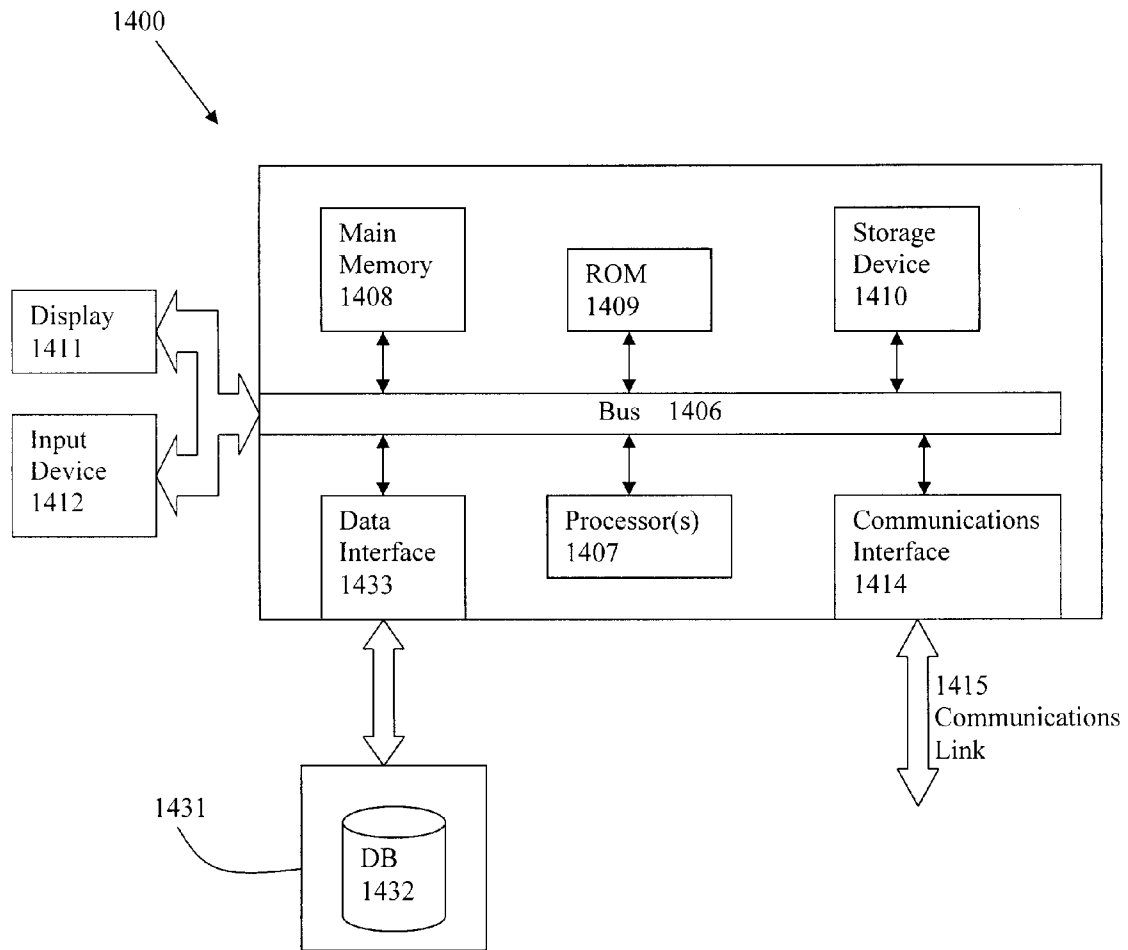 1400
Main
Memory
1408
ROM
1409
Storage
Device
1410
Display
1411
Input
Device
1412
Bus 1406
Data
Interface
1433
Processor(s)
1407
Communications
Interface
1414
1415
Communications
Link
1431
DB
1432